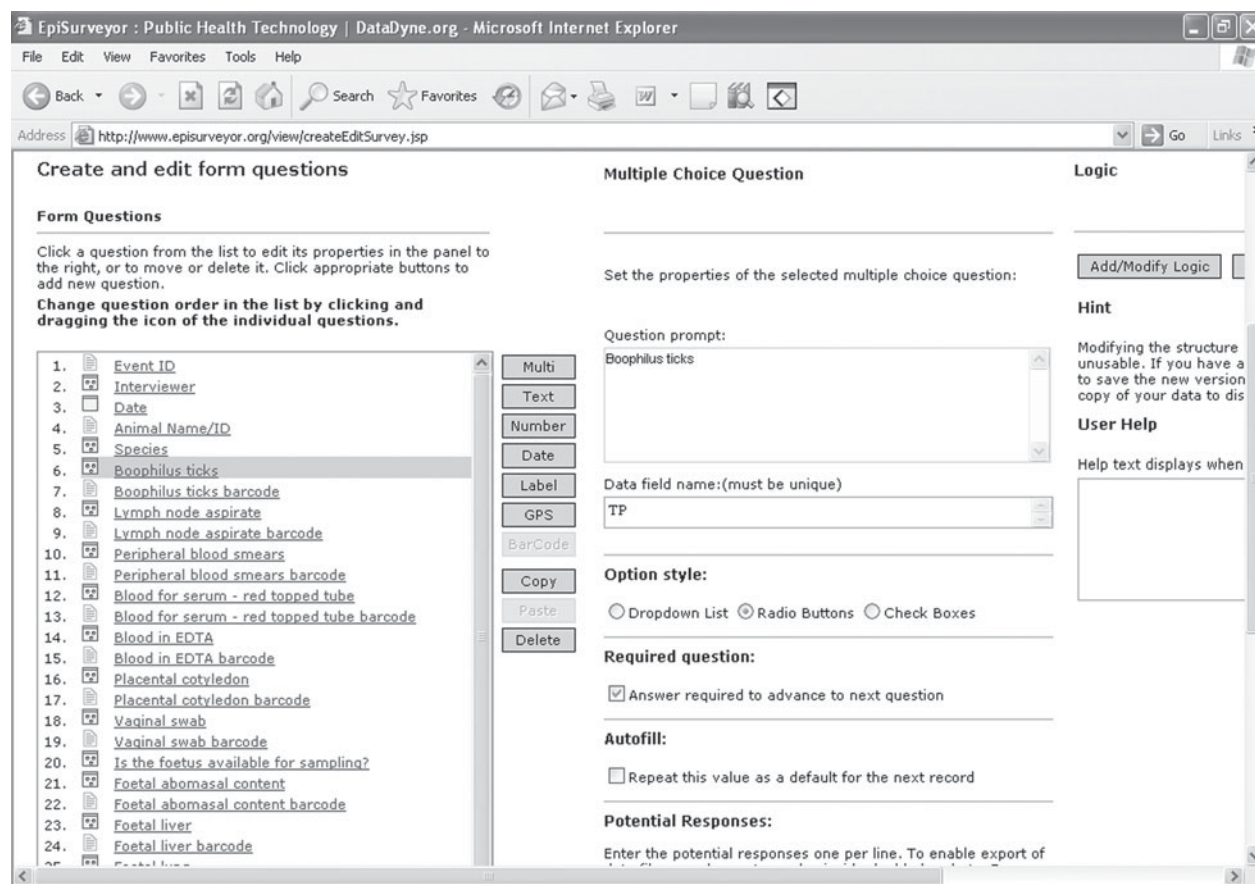 EpiSurveyor : Public Health Technology | DataDyne.org - Microsoft Internet Explorer
File Edit View Favorites Tools Help
Back Search Favorites
Address http://www.episurveyor.org/view/createEditSurvey.jsp Go Links
Create and edit form questions
Form Questions
Click a question from the list to edit its properties in the panel to
the right, or to move or delete it. Click appropriate buttons to
add new question.
Change question order in the list by clicking and
dragging the icon of the individual questions.
1. Event ID
2. Interviewer
3. Date
4. Animal Name/ID
5. Species
6. Boophilus ticks
7. Boophilus ticks barcode
8. Lymph node aspirate
9. Lymph node aspirate barcode
10. Peripheral blood smears
11. Peripheral blood smears barcode
12. Blood for serum - red topped tube
13. Blood for serum - red topped tube barcode
14. Blood in EDTA
15. Blood in EDTA barcode
16. Placental cotyledon
17. Placental cotyledon barcode
18. Vaginal swab
19. Vaginal swab barcode
20. Is the foetus available for sampling?
21. Foetal abomasal content
22. Foetal abomasal content barcode
23. Foetal liver
24. Foetal liver barcode
Multi
Text
Number
Date
Label
GPS
BarCode
Copy
Paste
Delete
Multiple Choice Question
Set the properties of the selected multiple choice question:
Question prompt:
Boophilus ticks
Data field name:(must be unique)
TP
Option style:
Dropdown List Radio Buttons Check Boxes
Required question:
Answer required to advance to next question
Autofill:
Repeat this value as a default for the next record
Potential Responses:
Enter the potential responses one per line. To enable export of
Logic
Add/Modify Logic
Hint
Modifying the structure
unusable. If you have a
to save the new version
copy of your data to dis
User Help
Help text displays when